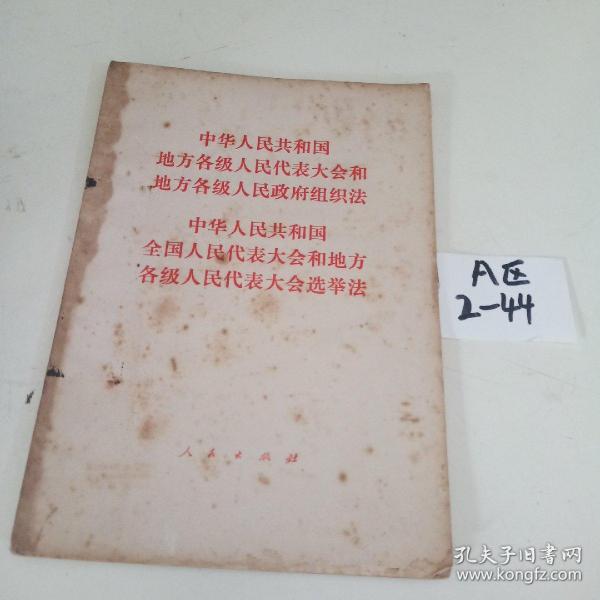 中华人民共和国
地方各级人民代表大会和
地方各级人民政府组织法
中华人民共和国
全国人民代表大会和地方
各级人民代表大会选举法
人民出版社
A区
2-44
孔夫子旧书网
www.kongfz.com